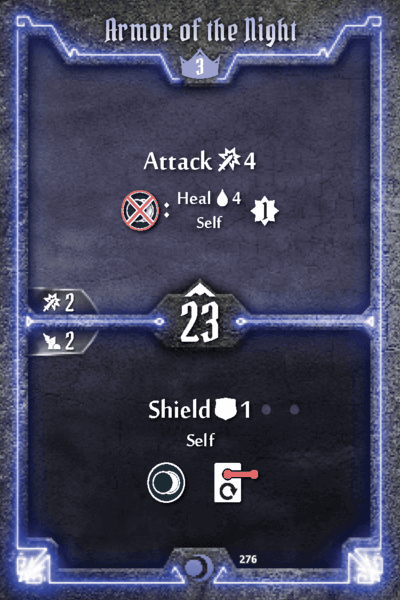 Armor of the Night
3
Attack 4
: Heal 4 1
Self
2
23
2
Shield 1
Self
276